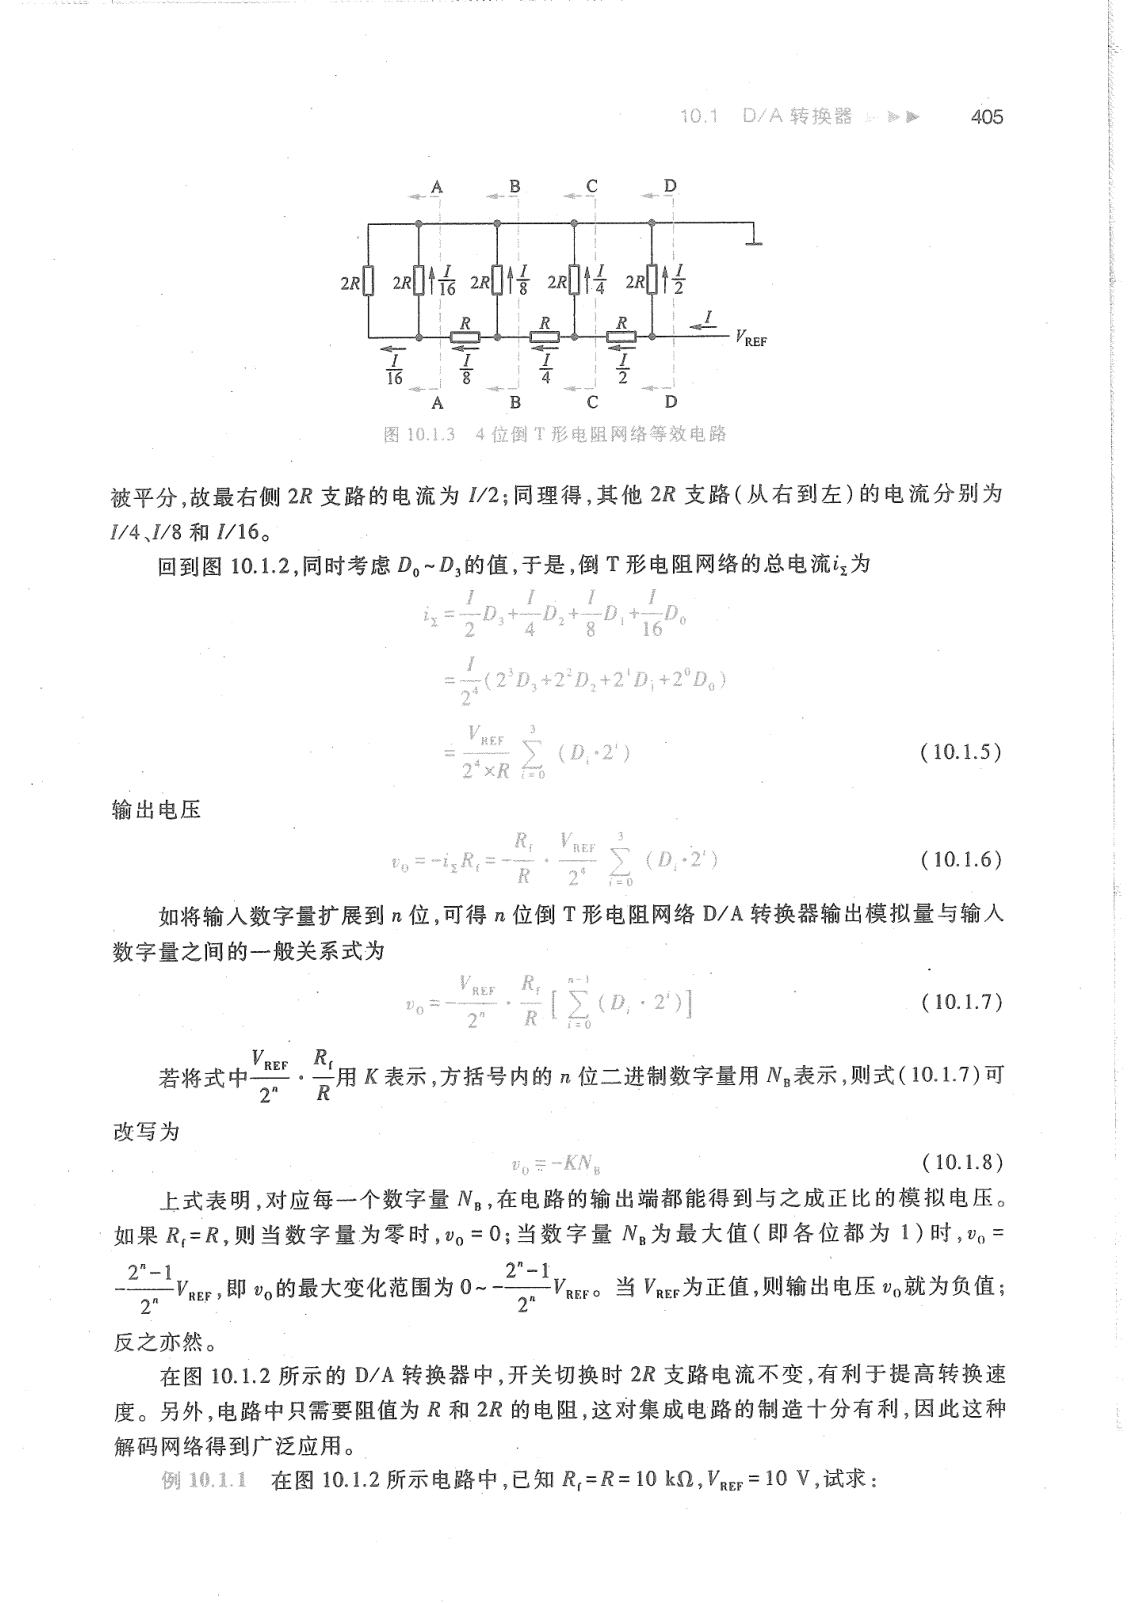 10.1 D/A 转换器 405
A B C D
2R 2R I/16 2R I/8 2R I/4 2R I/2
R R R I V_REF
I/16 I/8 I/4 I/2
A B C D
图 10.1.3 4 位倒 T 形电阻网络等效电路
被平分,故最右侧 2R 支路的电流为 I/2;同理得,其他 2R 支路(从右到左)的电流分别为
I/4、I/8 和 I/16。
回到图 10.1.2,同时考虑 D₀~D₃的值,于是,倒 T 形电阻网络的总电流i_Σ为
i_Σ = I/2 D₃ + I/4 D₂ + I/8 D₁ + I/16 D₀
= I/2⁴ (2³D₃+2²D₂+2¹D₁+2⁰D₀)
= V_REF/(2⁴×R) ∑_{i=0}^{3} (D_i·2^i) (10.1.5)
输出电压
v_O = -i_Σ R_f = - R_f/R · V_REF/2⁴ ∑_{i=0}^{3} (D_i·2^i) (10.1.6)
如将输入数字量扩展到 n 位,可得 n 位倒 T 形电阻网络 D/A 转换器输出模拟量与输入
数字量之间的一般关系式为
v_O = - V_REF/2^n · R_f/R [∑_{i=0}^{n-1} (D_i · 2^i)] (10.1.7)
若将式中 V_REF/2^n · R_f/R 用 K 表示,方括号内的 n 位二进制数字量用 N_B表示,则式(10.1.7)可
改写为
v_O = -KN_B (10.1.8)
上式表明,对应每一个数字量 N_B,在电路的输出端都能得到与之成正比的模拟电压。
如果 R_f=R,则当数字量为零时,v_O = 0;当数字量 N_B为最大值(即各位都为 1)时,v_O =
- (2^n-1)/2^n V_REF,即 v_O的最大变化范围为 0~- (2^n-1)/2^n V_REF。当 V_REF为正值,则输出电压 v_O就为负值;
反之亦然。
在图 10.1.2 所示的 D/A 转换器中,开关切换时 2R 支路电流不变,有利于提高转换速
度。另外,电路中只需要阻值为 R 和 2R 的电阻,这对集成电路的制造十分有利,因此这种
解码网络得到广泛应用。
例 10.1.1 在图 10.1.2 所示电路中,已知 R_f=R=10 kΩ,V_REF=10 V,试求: